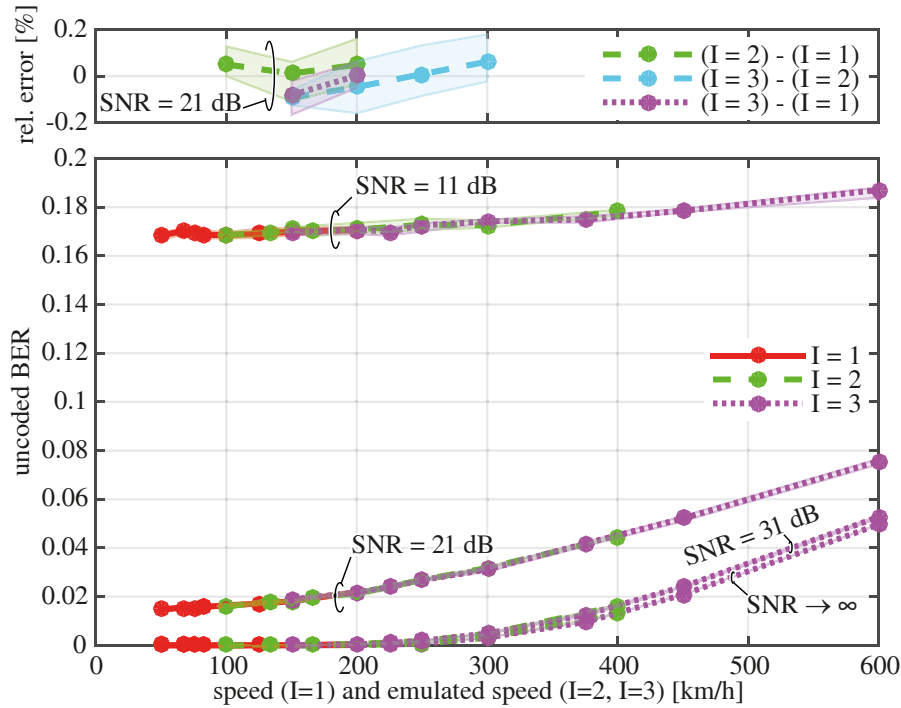 rel. error [%]
0.2
0
-0.2
SNR = 21 dB
(I = 2) - (I = 1)
(I = 3) - (I = 2)
(I = 3) - (I = 1)
uncoded BER
0.2
0.18
0.16
0.14
0.12
0.1
0.08
0.06
0.04
0.02
0
SNR = 11 dB
I = 1
I = 2
I = 3
SNR = 21 dB
SNR = 31 dB
SNR → ∞
0 100 200 300 400 500 600
speed (I=1) and emulated speed (I=2, I=3) [km/h]